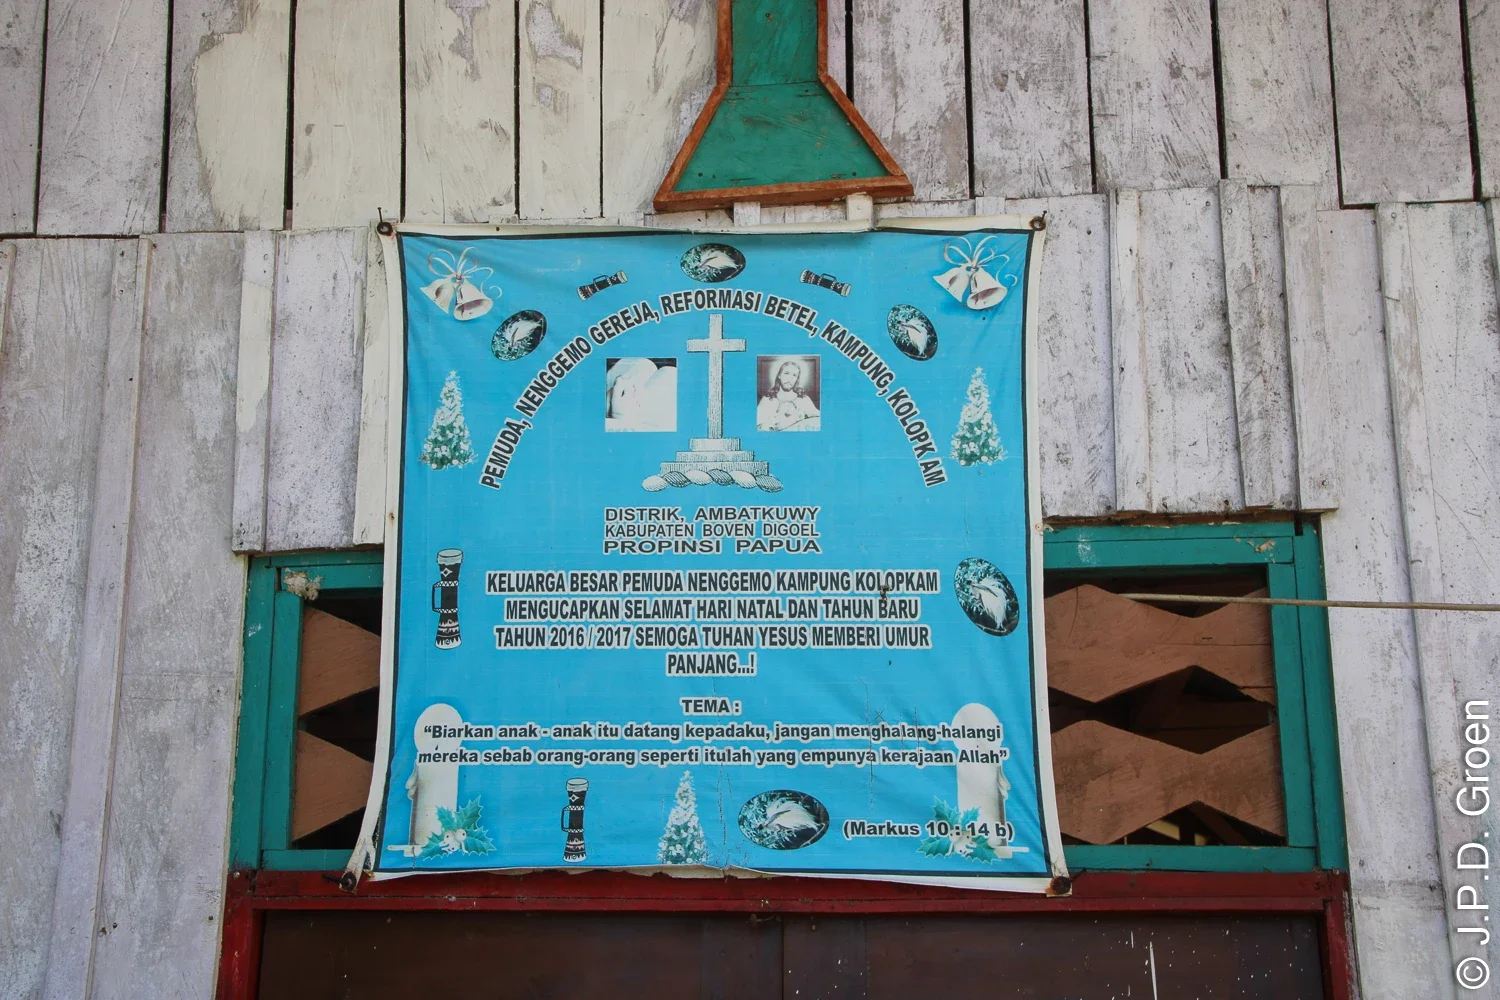 PEMUDA, NENGGEMO GEREJA, REFORMASI BETEL, KAMPUNG, KOLOPK AM
DISTRIK, AMBATKUWY
KABUPATEN BOVEN DIGOEL
PROPINSI PAPUA
KELUARGA BESAR PEMUDA NENGGEMO KAMPUNG KOLOPKAM
MENGUCAPKAN SELAMAT HARI NATAL DAN TAHUN BARU
TAHUN 2016 / 2017 SEMOGA TUHAN YESUS MEMBERI UMUR
PANJANG...!
TEMA :
“Biarkan anak - anak itu datang kepadaku, jangan menghalang-halangi
mereka sebab orang-orang seperti itulah yang empunya kerajaan Allah”
(Markus 10 : 14 b)
© J.P.D. Groen